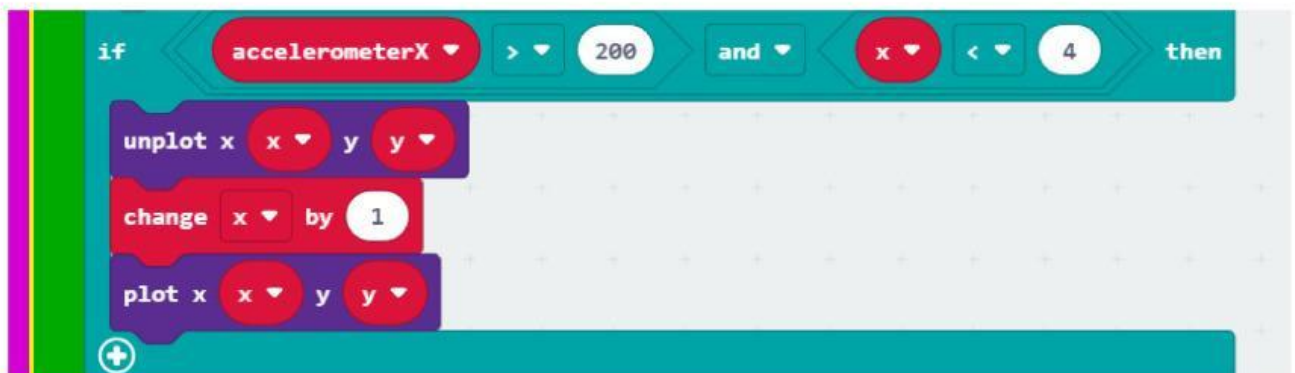 if accelerometerX > 200 and x < 4 then
unplot x x y y
change x by 1
plot x x y y